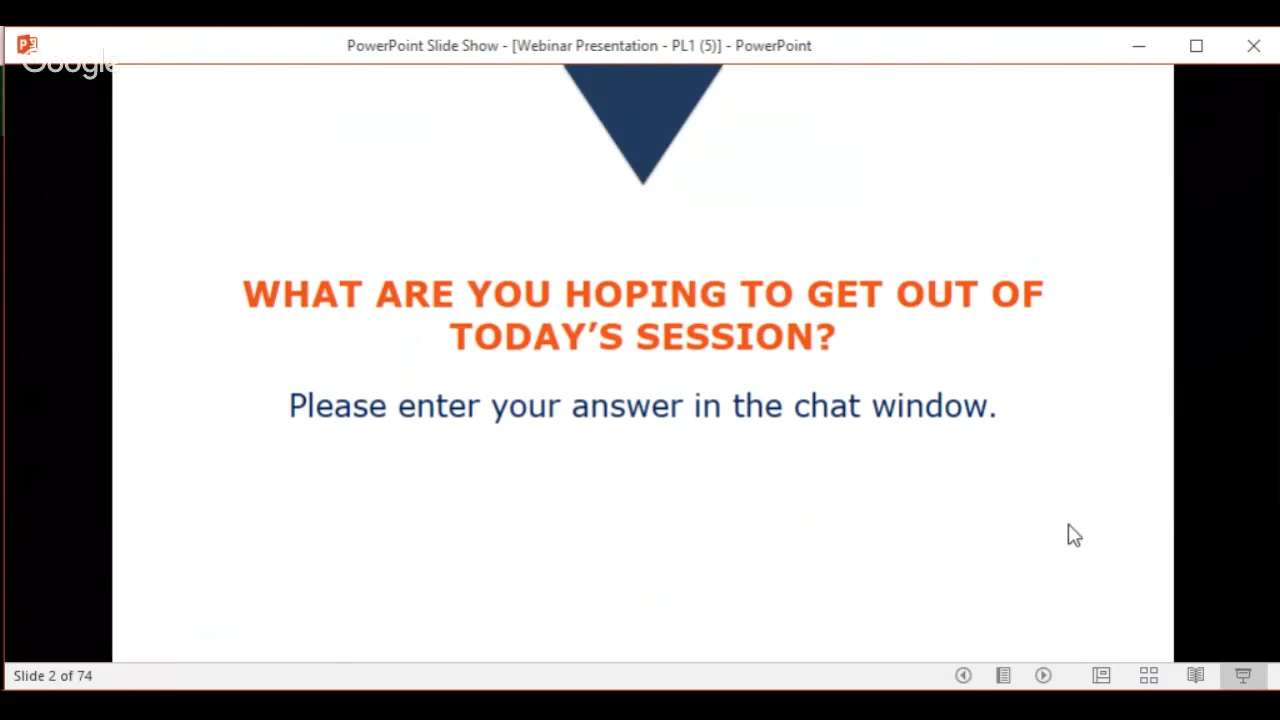 PowerPoint Slide Show - [Webinar Presentation - PL1 (5)] - PowerPoint
Google
WHAT ARE YOU HOPING TO GET OUT OF
TODAY’S SESSION?
Please enter your answer in the chat window.
Slide 2 of 74